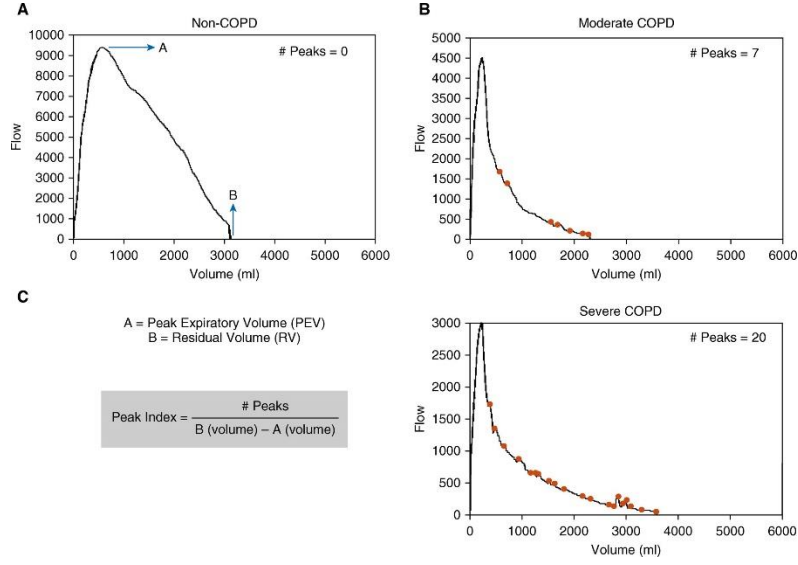 A
Non-COPD
# Peaks = 0
10000
9000
8000
7000
6000
5000
4000
3000
2000
1000
0
Flow
A
B
0 1000 2000 3000 4000 5000 6000
Volume (ml)
B
Moderate COPD
# Peaks = 7
5000
4500
4000
3500
3000
2500
2000
1500
1000
500
0
Flow
0 1000 2000 3000 4000 5000 6000
Volume (ml)
C
A = Peak Expiratory Volume (PEV)
B = Residual Volume (RV)
Peak Index =
# Peaks
B (volume) – A (volume)
Severe COPD
# Peaks = 20
3000
2500
2000
1500
1000
500
0
Flow
0 1000 2000 3000 4000 5000 6000
Volume (ml)